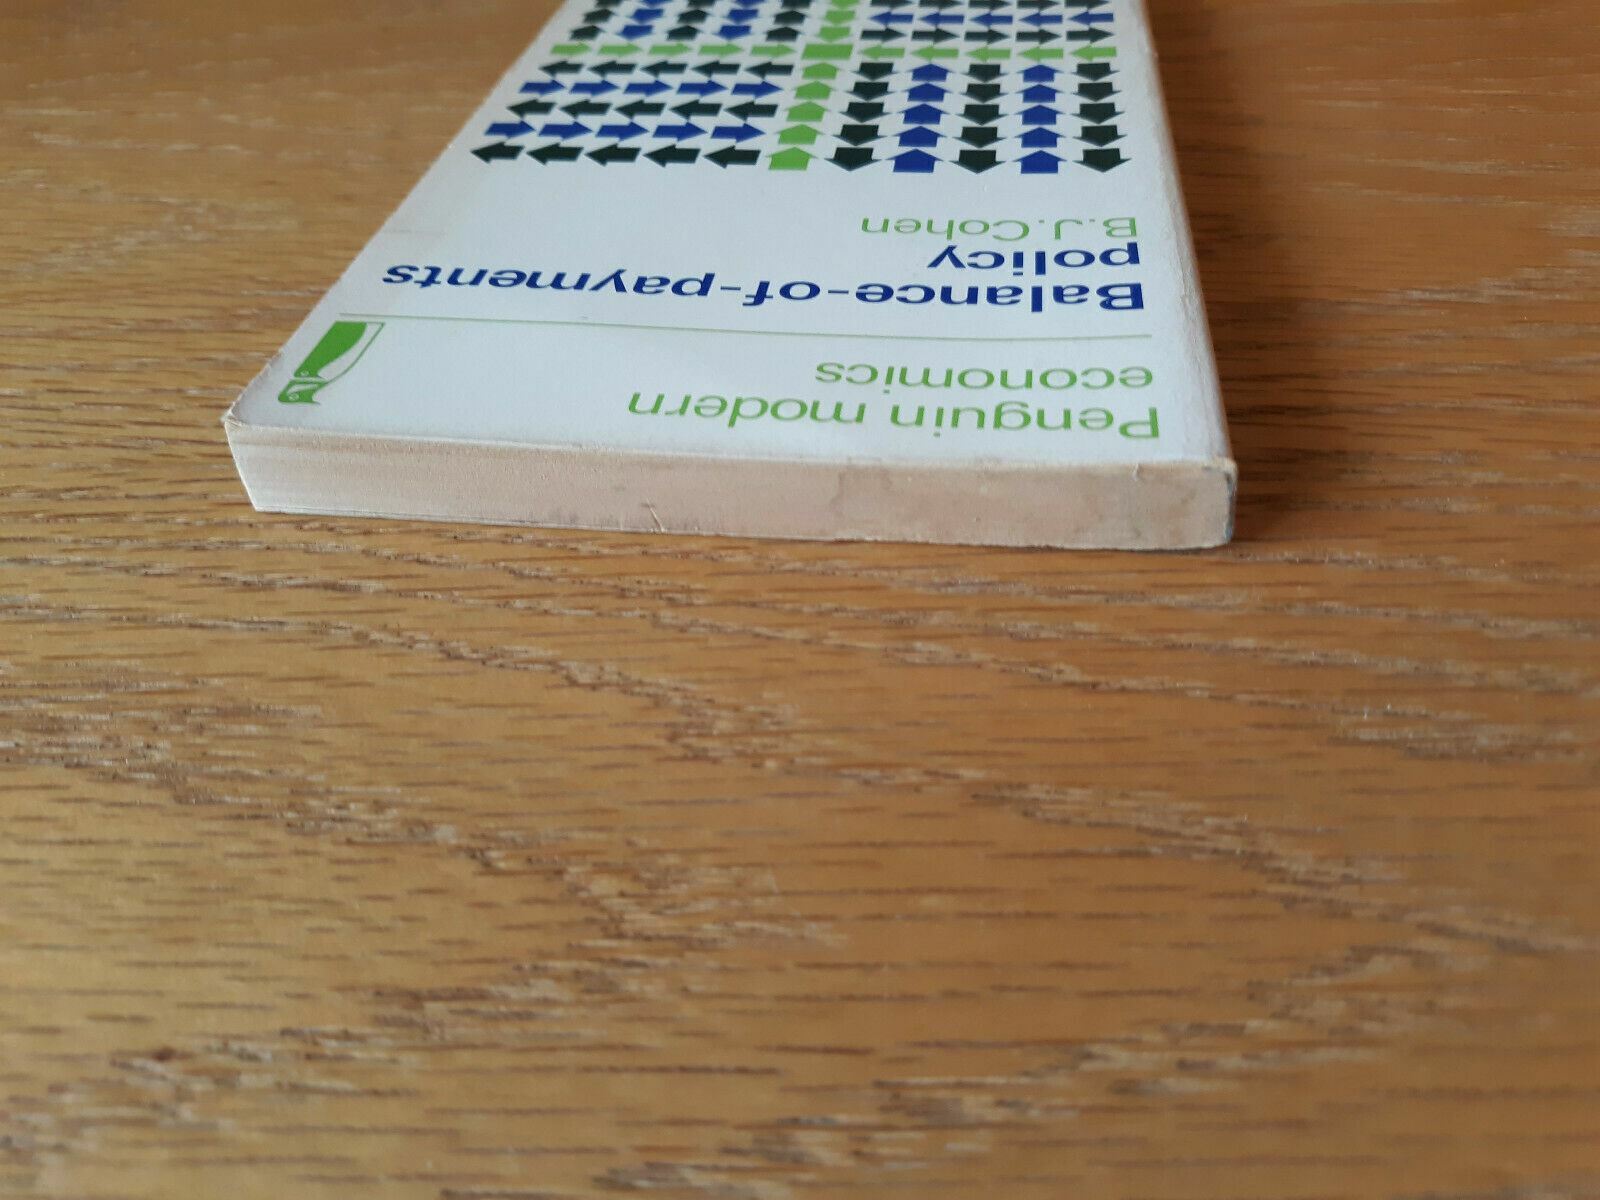 Penguin modern
economics
Balance-of-payments
policy
B.J.Cohen